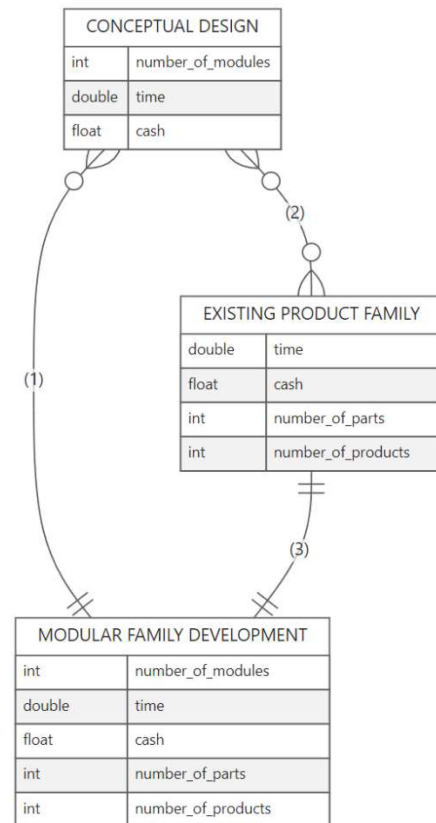 CONCEPTUAL DESIGN
int number_of_modules
double time
float cash
(2)
EXISTING PRODUCT FAMILY
double time
float cash
int number_of_parts
int number_of_products
(1)
(3)
MODULAR FAMILY DEVELOPMENT
int number_of_modules
double time
float cash
int number_of_parts
int number_of_products